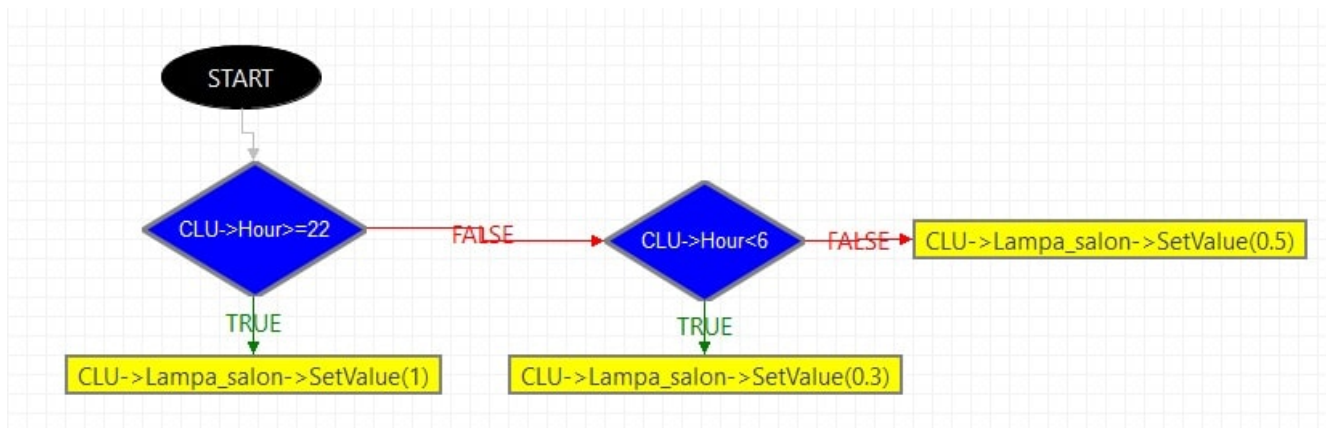 START
CLU->Hour>=22
FALSE
CLU->Hour<6
FALSE
CLU->Lampa_salon->SetValue(0.5)
TRUE
TRUE
CLU->Lampa_salon->SetValue(1)
CLU->Lampa_salon->SetValue(0.3)